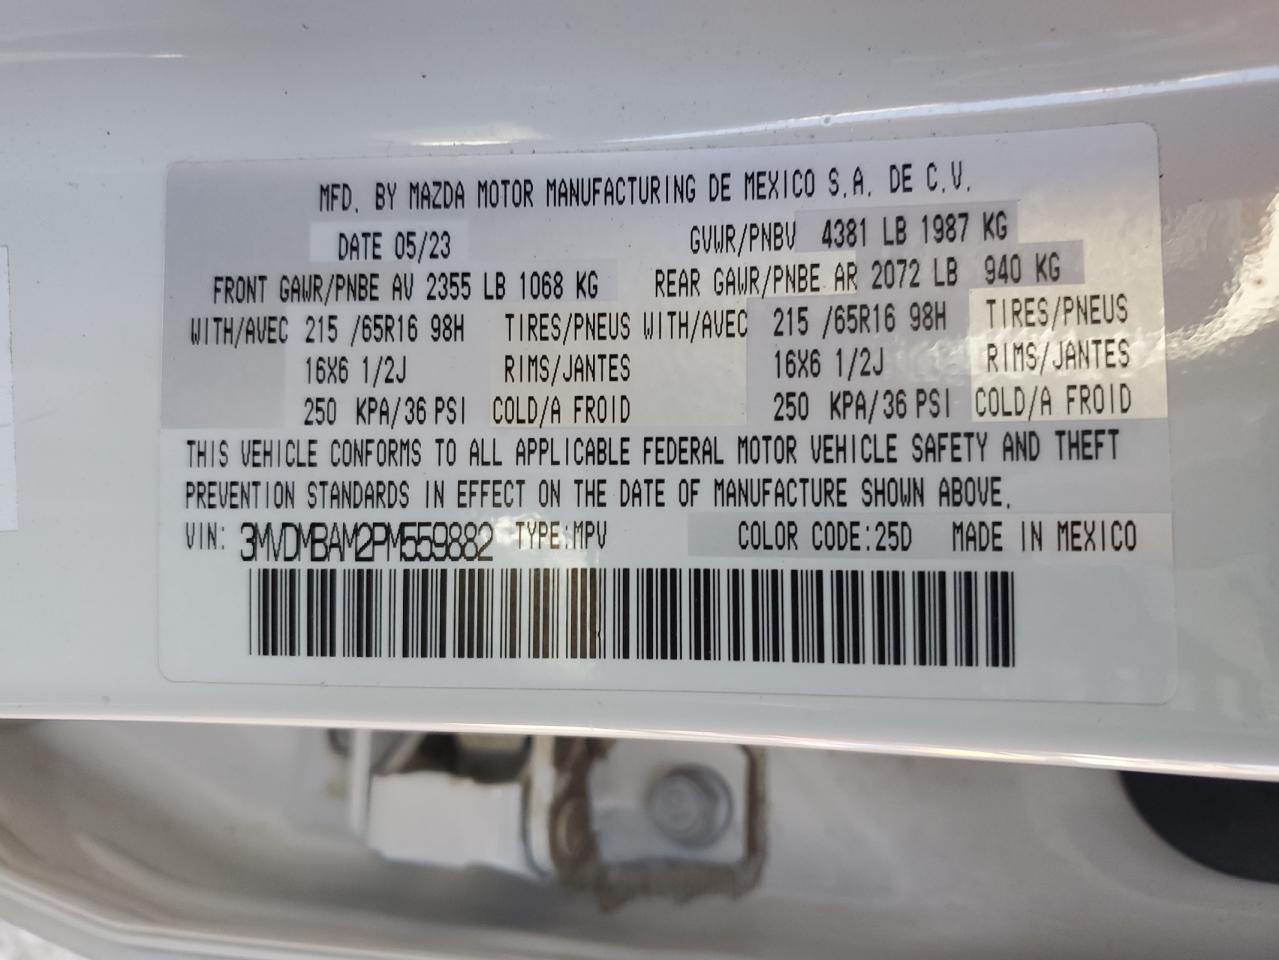 MFD. BY MAZDA MOTOR MANUFACTURING DE MEXICO S.A. DE C.V.
DATE 05/23 GVWR/PNBV 4381 LB 1987 KG
FRONT GAWR/PNBE AV 2355 LB 1068 KG REAR GAWR/PNBE AR 2072 LB 940 KG
WITH/AVEC 215 /65R16 98H TIRES/PNEUS WITH/AVEC 215 /65R16 98H TIRES/PNEUS
16X6 1/2J RIMS/JANTES 16X6 1/2J RIMS/JANTES
250 KPA/36 PSI COLD/A FROID 250 KPA/36 PSI COLD/A FROID
THIS VEHICLE CONFORMS TO ALL APPLICABLE FEDERAL MOTOR VEHICLE SAFETY AND THEFT
PREVENTION STANDARDS IN EFFECT ON THE DATE OF MANUFACTURE SHOWN ABOVE.
VIN: 3MVDMBAM2PM559882 TYPE:MPV COLOR CODE:25D MADE IN MEXICO